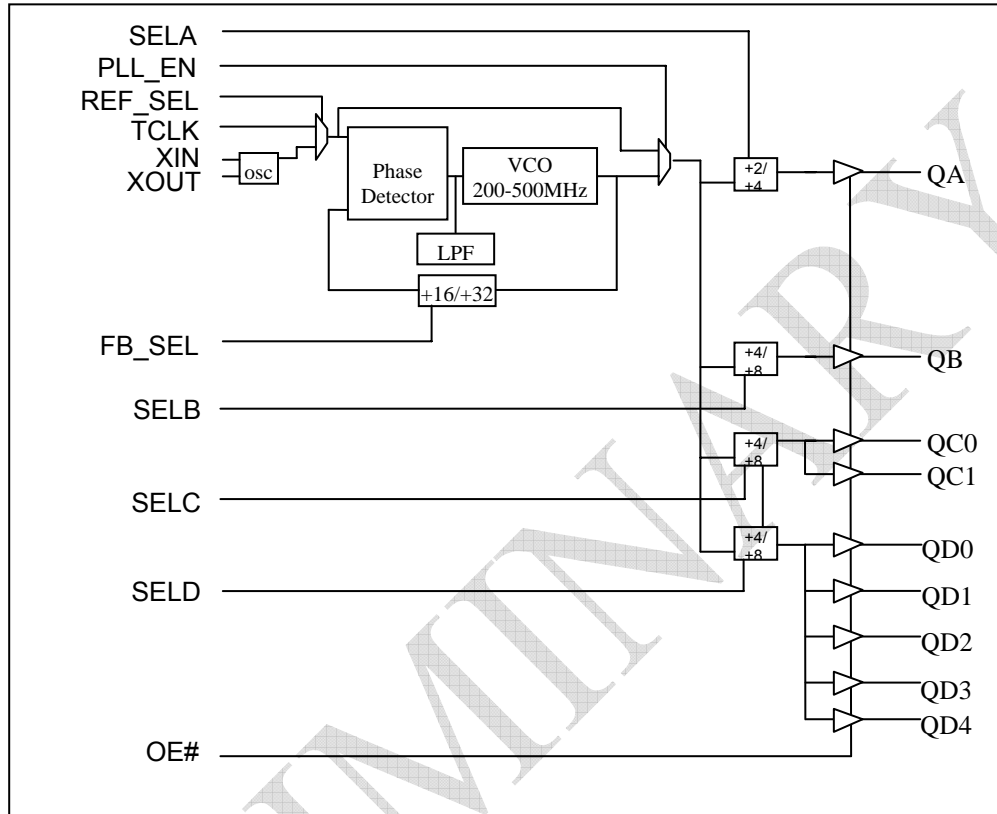 SELA
PLL_EN
REF_SEL
TCLK
XIN
XOUT
osc
Phase
Detector
VCO
200-500MHz
LPF
+16/+32
FB_SEL
SELB
SELC
SELD
OE#
+2/
+4
+4/
+8
+4/
+8
+4/
+8
QA
QB
QC0
QC1
QD0
QD1
QD2
QD3
QD4
IMINARY